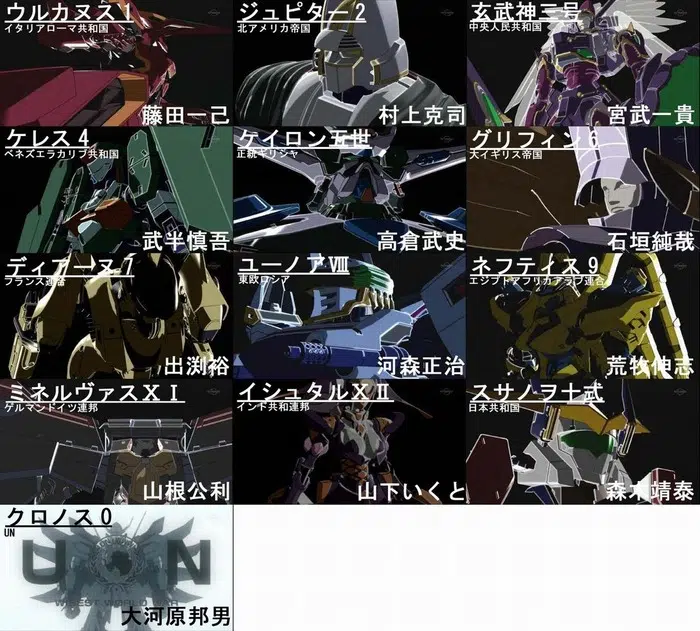 ウルカヌス1
イタリアローマ共和国
藤田一己
ジュピター2
北アメリカ帝国
村上克司
玄武神三号
中央人民共和国
宮武一貴
ケレス4
ベネズエラカリブ共和国
武半慎吾
ケイロン五世
正統ギリシャ
高倉武史
グリフィン6
大イギリス帝国
石垣純哉
ディアーヌ7
フランス連合
出渕裕
ユーノアⅧ
東欧ロシア
河森正治
ネフティス9
エジプトアフリカアラブ連合
荒牧伸志
ミネルヴァスXI
ゲルマンドイツ連邦
山根公利
イシュタルXⅡ
インド共和連邦
山下いくと
スサノヲ十式
日本共和国
森木靖泰
クロノス0
UN
UN
大河原邦男